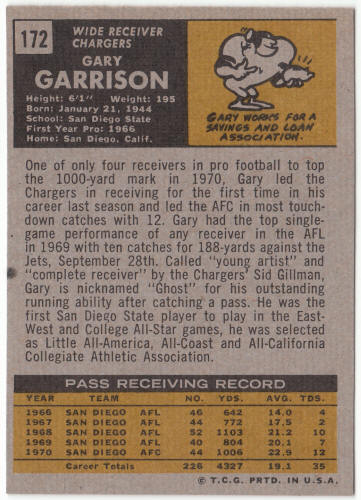 172
WIDE RECEIVER
CHARGERS
GARY
GARRISON
Height: 6'1" Weight: 195
Born: January 21, 1944
School: San Diego State
First Year Pro: 1966
Home: San Diego, Calif.
GARY WORKS FOR A
SAVINGS AND LOAN
ASSOCIATION.
One of only four receivers in pro football to top
the 1000-yard mark in 1970, Gary led the
Chargers in receiving for the first time in his
career last season and led the AFC in most touch-
down catches with 12. Gary had the top single-
game performance of any receiver in the AFL
in 1969 with ten catches for 188-yards against the
Jets, September 28th. Called "young artist" and
"complete receiver" by the Chargers' Sid Gillman,
Gary is nicknamed "Ghost" for his outstanding
running ability after catching a pass. He was the
first San Diego State player to play in the East-
West and College All-Star games, he was selected
as Little All-America, All-Coast and All-California
Collegiate Athletic Association.
PASS RECEIVING RECORD
YEAR TEAM NO. YDS. AVG. TDS.
1966 SAN DIEGO AFL 46 642 14.0 4
1967 SAN DIEGO AFL 44 772 17.5 2
1968 SAN DIEGO AFL 52 1103 21.2 10
1969 SAN DIEGO AFL 40 804 20.1 7
1970 SAN DIEGO AFC 44 1006 22.9 12
Career Totals 226 4327 19.1 35
© T.C.G. PRTD. IN U.S.A.